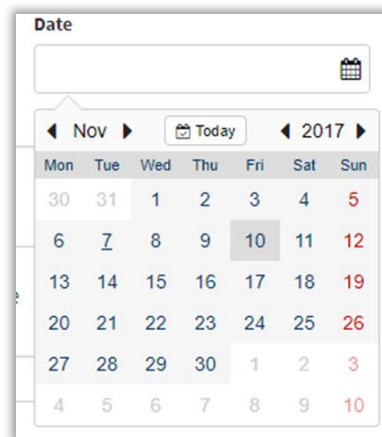 Date
Nov Today 2017
Mon Tue Wed Thu Fri Sat Sun
30 31 1 2 3 4 5
6 7 8 9 10 11 12
13 14 15 16 17 18 19
20 21 22 23 24 25 26
27 28 29 30 1 2 3
4 5 6 7 8 9 10